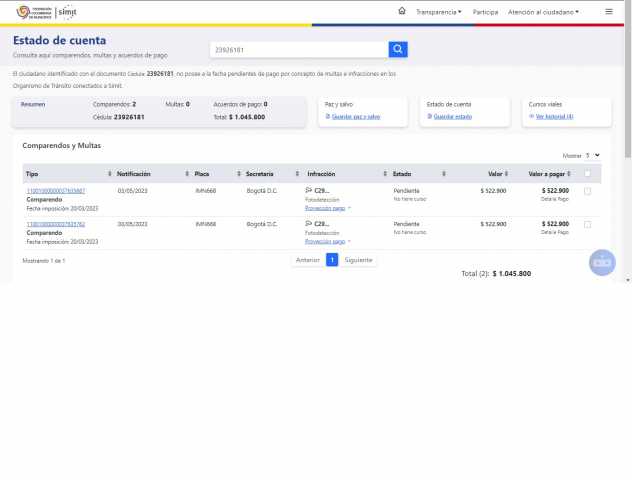 FEDERACIÓN COLOMBIANA DE MUNICIPIOS | simit
Transparencia Participa Atención al ciudadano
Estado de cuenta
Consulta aquí comparendos, multas y acuerdos de pago
23926181
El ciudadano identificado con el documento Cédula 23926181, no posee a la fecha pendientes de pago por concepto de multas e infracciones en los
Organismo de Tránsito conectados a Simit.
Resumen Comparendos: 2 Multas: 0 Acuerdos de pago: 0
Cédula: 23926181 Total: $ 1.045.800
Paz y salvo
Guardar paz y salvo
Estado de cuenta
Guardar estado
Cursos viales
Ver historial (4)
Comparendos y Multas
Mostrar 5
Tipo Notificación Placa Secretaría Infracción Estado Valor Valor a pagar
03/05/2023 Bogotá D.C. C29... Pendiente $ 522.900 $ 522.900
Comparendo Fotodetección No tiene curso Detalle Pago
Fecha imposición: 20/03/2023 Proyección pago
Bogotá D.C. C29... Pendiente $ 522.900 $ 522.900
Comparendo Fotodetección No tiene curso Detalle Pago
Fecha imposición: 20/03/2023 Proyección pago
Mostrando 1 de 1 Anterior 1 Siguiente
Total (2): $ 1.045.800